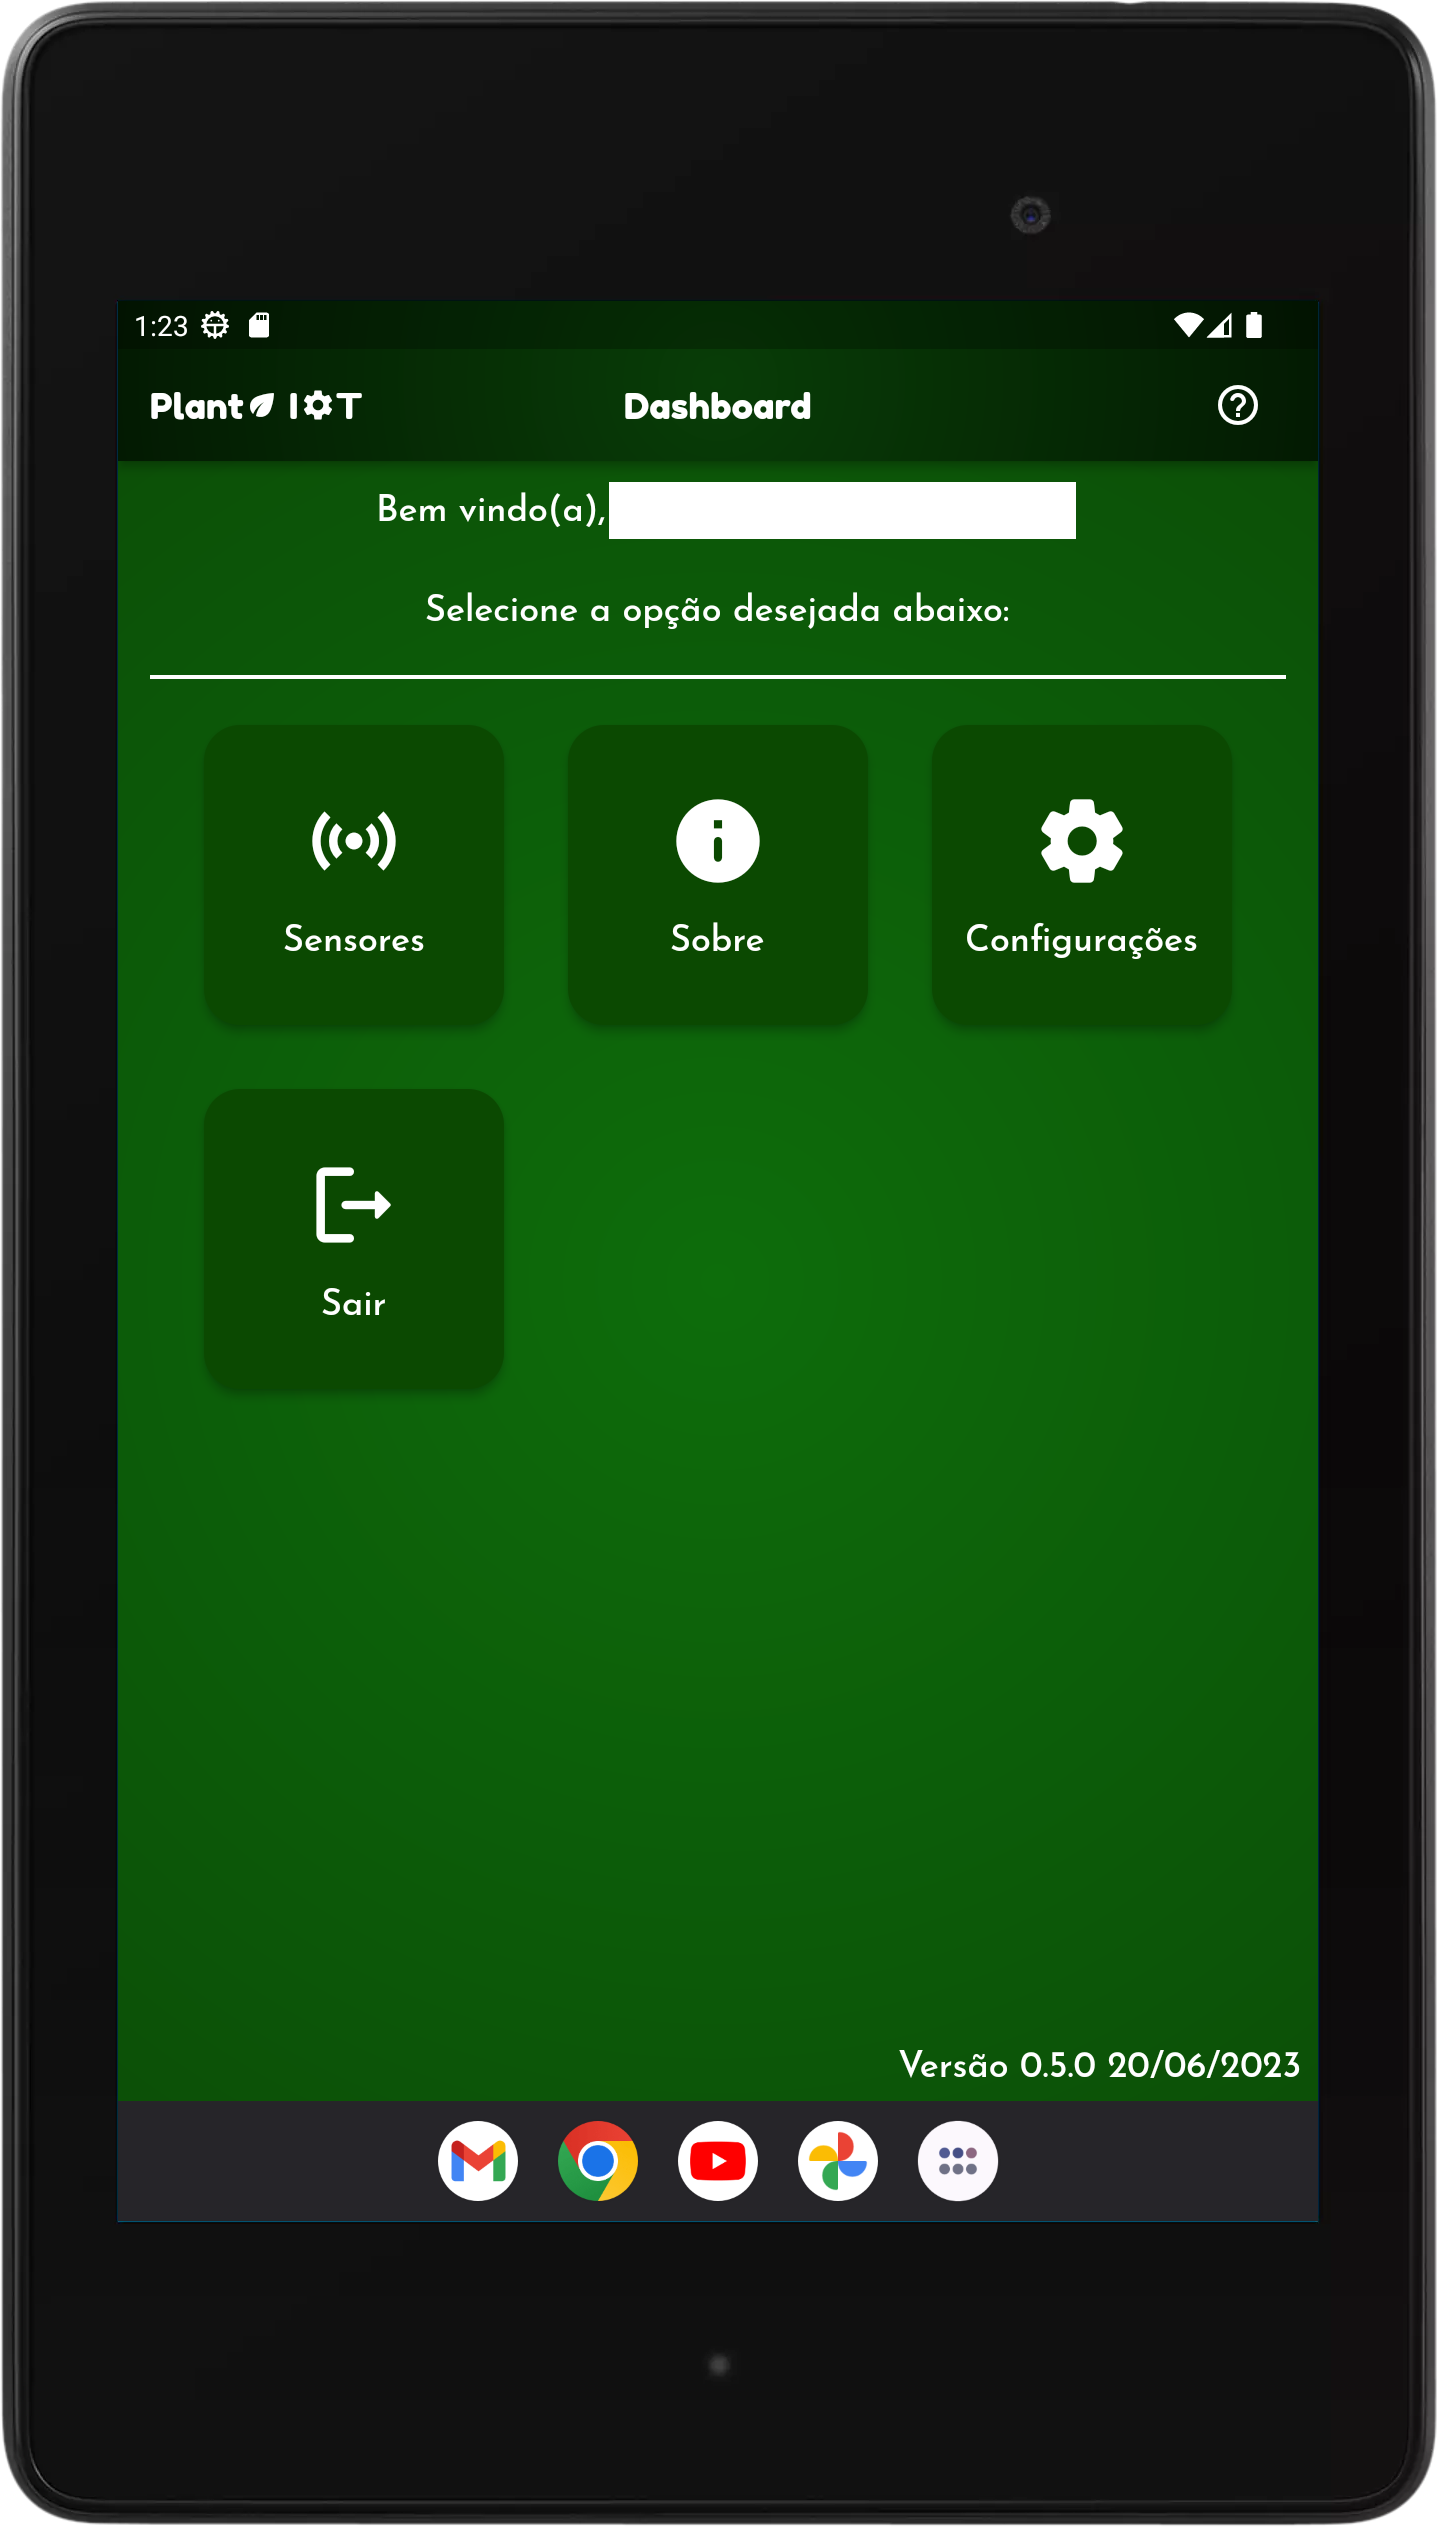 1:23
Plant IOT
Dashboard
Bem vindo(a),
Selecione a opção desejada abaixo:
Sensores
Sobre
Configurações
Sair
Versão 0.5.0 20/06/2023